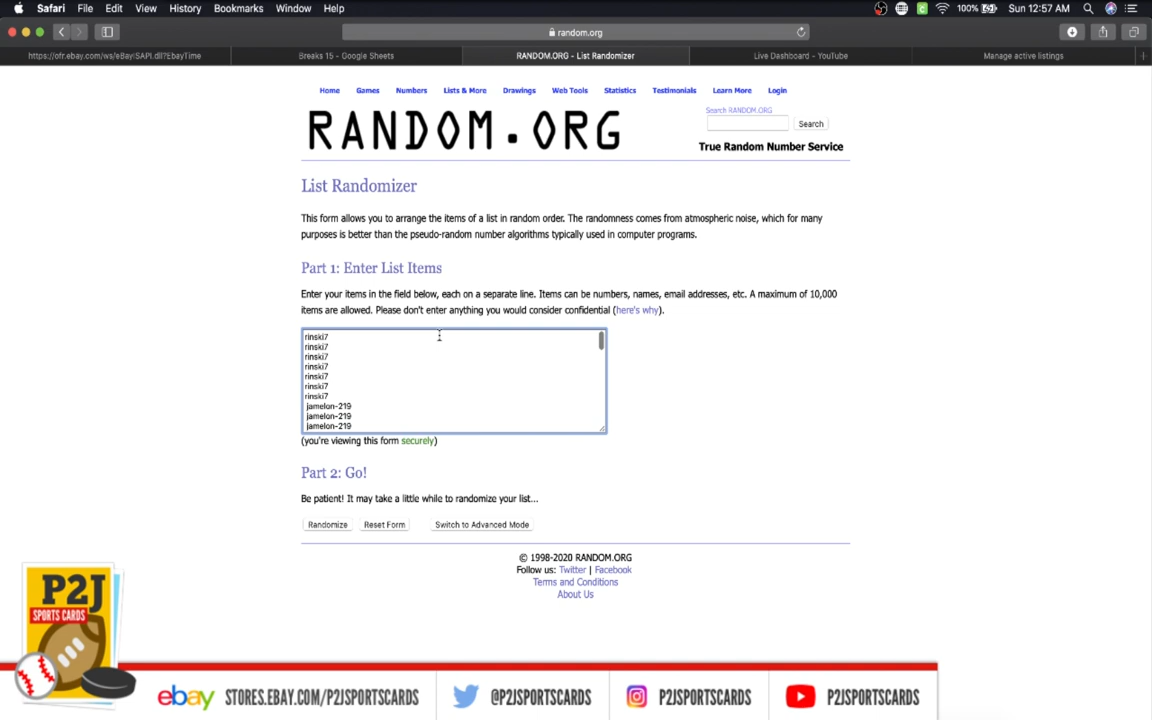 Safari File Edit View History Bookmarks Window Help 100% Sun 12:57 AM
random.org
https://ofr.ebay.com/ws/eBayISAPI.dll?EbayTime Breaks 15 - Google Sheets RANDOM.ORG - List Randomizer Live Dashboard - YouTube Manage active listings
Home Games Numbers Lists & More Drawings Web Tools Statistics Testimonials Learn More Login
RANDOM.ORG
Search RANDOM.ORG
Search
True Random Number Service
List Randomizer
This form allows you to arrange the items of a list in random order. The randomness comes from atmospheric noise, which for many
purposes is better than the pseudo-random number algorithms typically used in computer programs.
Part 1: Enter List Items
Enter your items in the field below, each on a separate line. Items can be numbers, names, email addresses, etc. A maximum of 10,000
items are allowed. Please don't enter anything you would consider confidential (here's why).
rinski7
rinski7
rinski7
rinski7
rinski7
rinski7
rinski7
jamelon-219
jamelon-219
jamelon-219
(you're viewing this form securely)
Part 2: Go!
Be patient! It may take a little while to randomize your list...
Randomize Reset Form Switch to Advanced Mode
© 1998-2020 RANDOM.ORG
Follow us: Twitter | Facebook
Terms and Conditions
About Us
P2J
SPORTS CARDS
ebay STORES.EBAY.COM/P2JSPORTSCARDS @P2JSPORTSCARDS P2JSPORTSCARDS P2JSPORTSCARDS